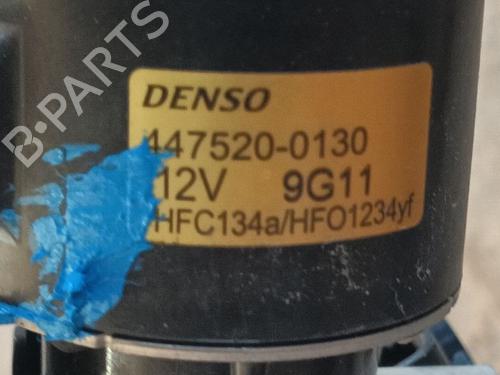 B-PARTS
DENSO
447520-0130
12V 9G11
HFC134a/HFO1234yf